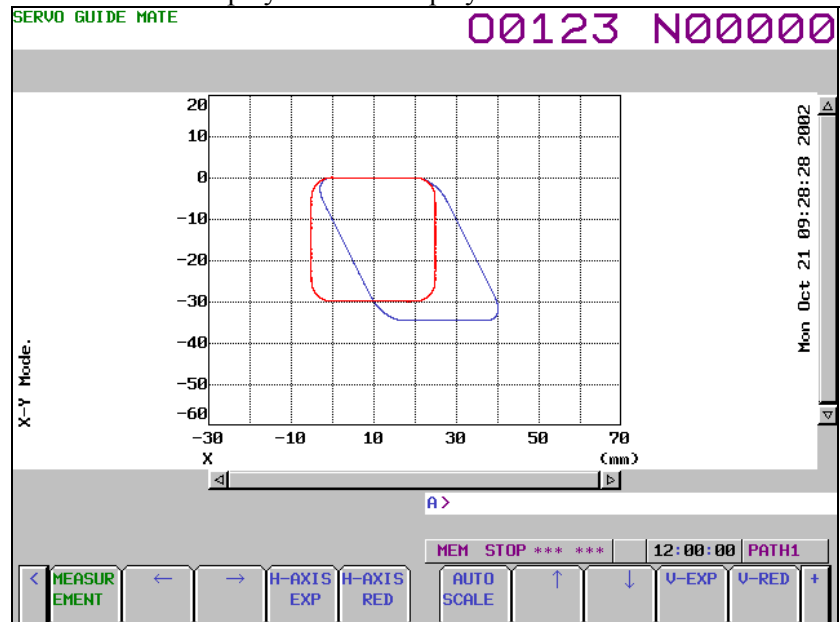 SERVO GUIDE MATE
O0123 N00000
20
10
0
-10
-20
-30
-40
-50
-60
-30 -10 10 30 50 70
X (mm)
X-Y Mode.
Mon Oct 21 09:28:28 2002
A>
MEM STOP *** *** 12:00:00 PATH1
< MEASUR ← → H-AXIS H-AXIS AUTO ↑ ↓ V-EXP V-RED +
EMENT EXP RED SCALE